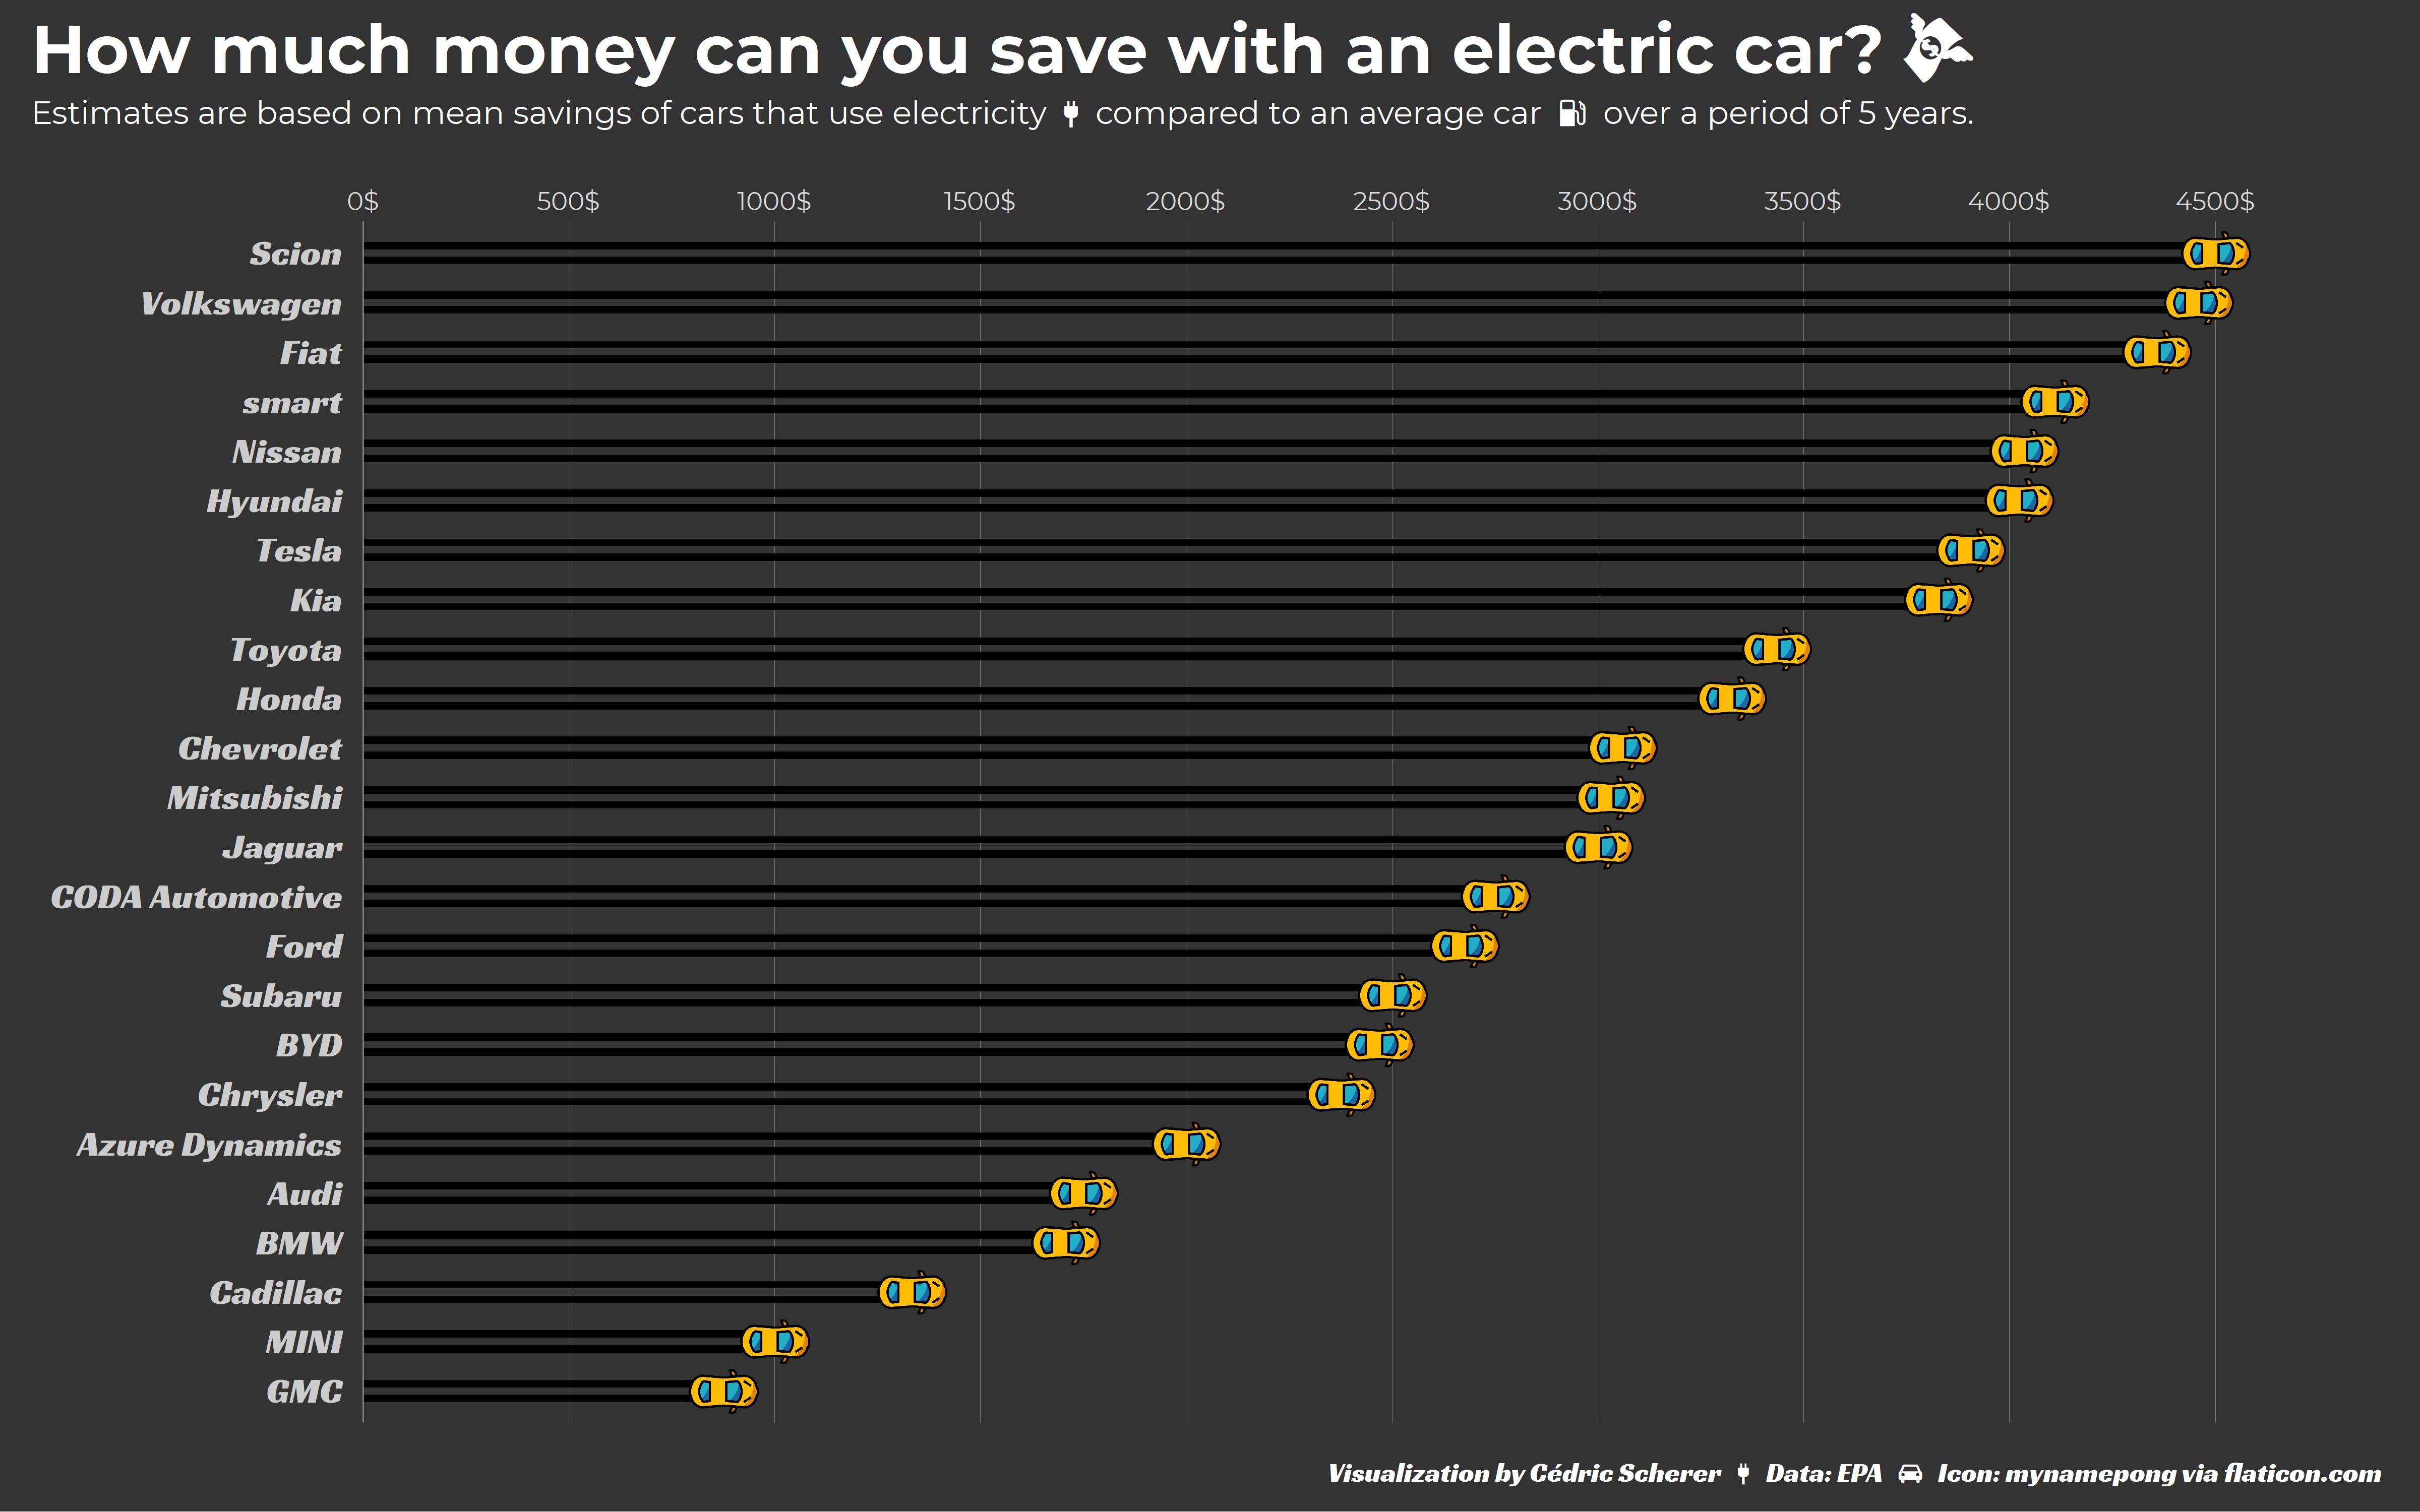 How much money can you save with an electric car?
Estimates are based on mean savings of cars that use electricity compared to an average car over a period of 5 years.
0$ 500$ 1000$ 1500$ 2000$ 2500$ 3000$ 3500$ 4000$ 4500$
Scion
Volkswagen
Fiat
smart
Nissan
Hyundai
Tesla
Kia
Toyota
Honda
Chevrolet
Mitsubishi
Jaguar
CODA Automotive
Ford
Subaru
BYD
Chrysler
Azure Dynamics
Audi
BMW
Cadillac
MINI
GMC
Visualization by Cédric Scherer Data: EPA Icon: mynamepong via flaticon.com